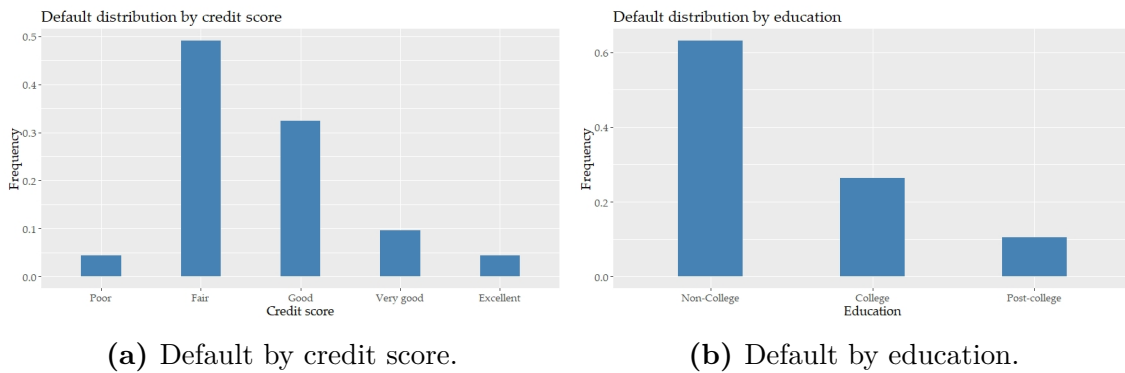 Default distribution by credit score
0.5
0.4
0.3
0.2
0.1
0.0
Frequency
Poor Fair Good Very good Excellent
Credit score
(a) Default by credit score.
Default distribution by education
0.6
0.4
0.2
0.0
Frequency
Non-College College Post-college
Education
(b) Default by education.